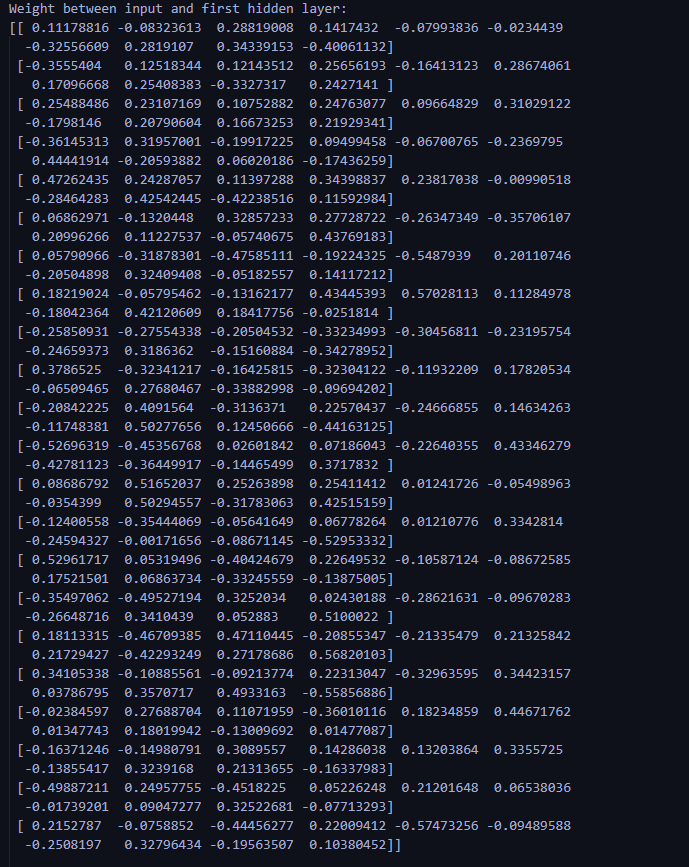 Weight between input and first hidden layer:
[[ 0.11178816 -0.08323613  0.28819008  0.1417432  -0.07993836 -0.0234439
  -0.32556609  0.2819107   0.34339153 -0.40061132]
 [-0.3555404   0.12518344  0.12143512  0.25656193 -0.16413123  0.28674061
   0.17096668  0.25408383 -0.3327317   0.2427141 ]
 [ 0.25488486  0.23107169  0.10752882  0.24763077  0.09664829  0.31029122
  -0.1798146   0.20790604  0.16673253  0.21929341]
 [-0.36145313  0.31957001 -0.19917225  0.09499458 -0.06700765 -0.2369795
   0.44441914 -0.20593882  0.06020186 -0.17436259]
 [ 0.47262435  0.24287057  0.11397288  0.34398837  0.23817038 -0.00990518
  -0.28464283  0.42542445 -0.42238516  0.11592984]
 [ 0.06862971 -0.1320448   0.32857233  0.27728722 -0.26347349 -0.35706107
   0.20996266  0.11227537 -0.05740675  0.43769183]
 [ 0.05790966 -0.31878301 -0.47585111 -0.19224325 -0.5487939   0.20110746
  -0.20504898  0.32409408 -0.05182557  0.14117212]
 [ 0.18219024 -0.05795462 -0.13162177  0.43445393  0.57028113  0.11284978
  -0.18042364  0.42120609  0.18417756 -0.0251814 ]
 [-0.25850931 -0.27554338 -0.20504532 -0.33234993 -0.30456811 -0.23195754
  -0.24659373  0.3186362  -0.15160884 -0.34278952]
 [ 0.3786525  -0.32341217 -0.16425815 -0.32304122 -0.11932209  0.17820534
  -0.06509465  0.27680467 -0.33882998 -0.09694202]
 [-0.20842225  0.4091564  -0.3136371   0.22570437 -0.24666855  0.14634263
  -0.11748381  0.50277656  0.12450666 -0.44163125]
 [-0.52696319 -0.45356768  0.02601842  0.07186043 -0.22640355  0.43346279
  -0.42781123 -0.36449917 -0.14465499  0.3717832 ]
 [ 0.08686792  0.51652037  0.25263898  0.25411412  0.01241726 -0.05498963
  -0.0354399   0.50294557 -0.31783063  0.42515159]
 [-0.12400558 -0.35444069 -0.05641649  0.06778264  0.01210776  0.3342814
  -0.24594327 -0.00171656 -0.08671145 -0.52953332]
 [ 0.52961717  0.05319496 -0.40424679  0.22649532 -0.10587124 -0.08672585
   0.17521501  0.06863734 -0.33245559 -0.13875005]
 [-0.35497062 -0.49527194  0.3252034   0.02430188 -0.28621631 -0.09670283
  -0.26648716  0.3410439   0.052883    0.5100022 ]
 [ 0.18113315 -0.46709385  0.47110445 -0.20855347 -0.21335479  0.21325842
   0.21729427 -0.42293249  0.27178686  0.56820103]
 [ 0.34105338 -0.10885561 -0.09213774  0.22313047 -0.32963595  0.34423157
   0.03786795  0.3570717   0.4933163  -0.55856886]
 [-0.02384597  0.27688704  0.11071959 -0.36010116  0.18234859  0.44671762
   0.01347743  0.18019942 -0.13009692  0.01477087]
 [-0.16371246 -0.14980791  0.3089557   0.14286038  0.13203864  0.3355725
  -0.13855417  0.3239168   0.21313655 -0.16337983]
 [-0.49887211  0.24957755 -0.4518225   0.05226248  0.21201648  0.06538036
  -0.01739201  0.09047277  0.32522681 -0.07713293]
 [ 0.2152787  -0.0758852  -0.44456277  0.22009412 -0.57473256 -0.09489588
  -0.2508197   0.32796434 -0.19563507  0.10380452]]